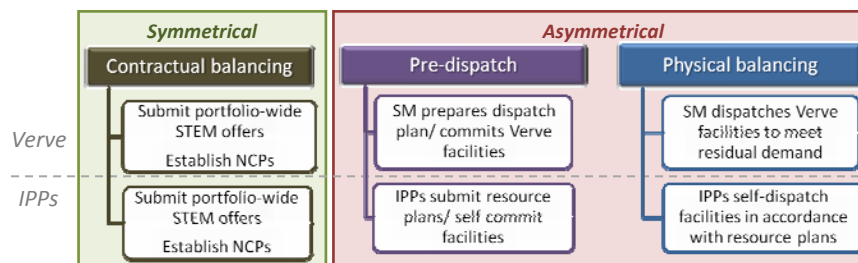 Symmetrical
Asymmetrical
Contractual balancing
Pre-dispatch
Physical balancing
Verve
Submit portfolio-wide
STEM offers
Establish NCPs
SM prepares dispatch
plan/ commits Verve
facilities
SM dispatches Verve
facilities to meet
residual demand
IPPs
Submit portfolio-wide
STEM offers
Establish NCPs
IPPs submit resource
plans/ self commit
facilities
IPPs self-dispatch
facilities in accordance
with resource plans